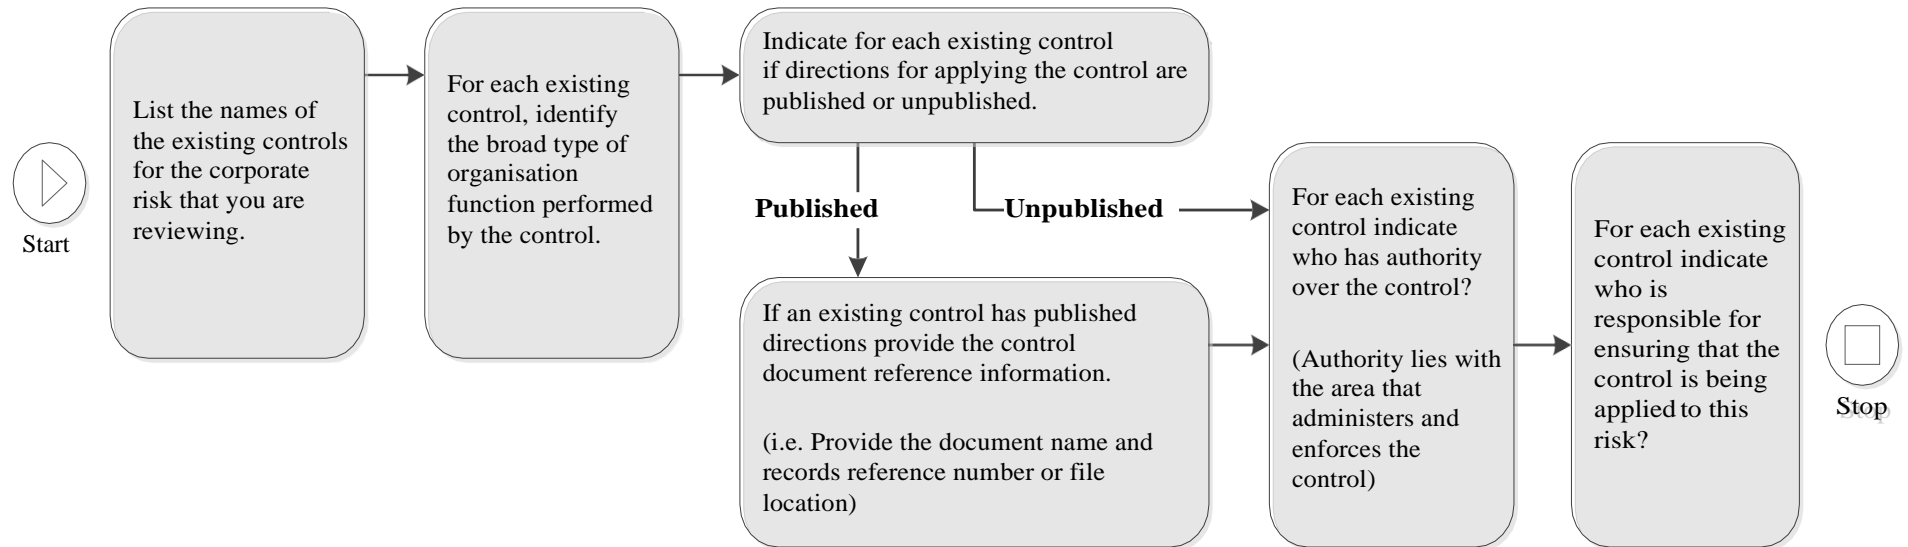 Start
List the names of
the existing controls
for the corporate
risk that you are
reviewing.
For each existing
control, identify
the broad type of
organisation
function performed
by the control.
Indicate for each existing control
if directions for applying the control are
published or unpublished.
Published
Unpublished
If an existing control has published
directions provide the control
document reference information.
(i.e. Provide the document name and
records reference number or file
location)
For each existing
control indicate
who has authority
over the control?
(Authority lies with
the area that
administers and
enforces the
control)
For each existing
control indicate
who is
responsible for
ensuring that the
control is being
applied to this
risk?
Stop